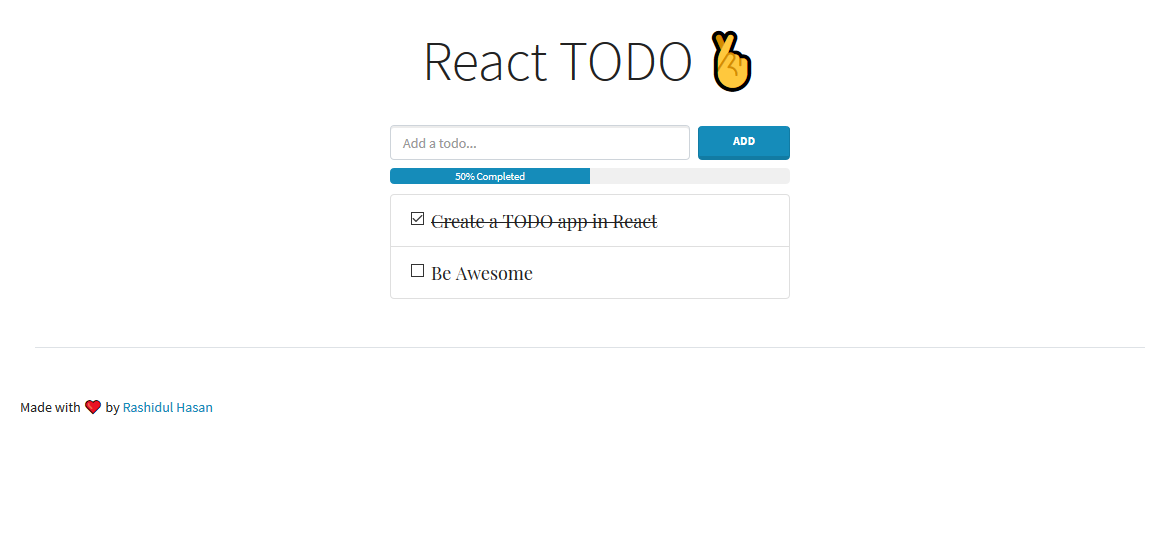 React TODO 🤞
Add a todo...
ADD
50% Completed
Create a TODO app in React
Be Awesome
Made with ❤️ by Rashidul Hasan